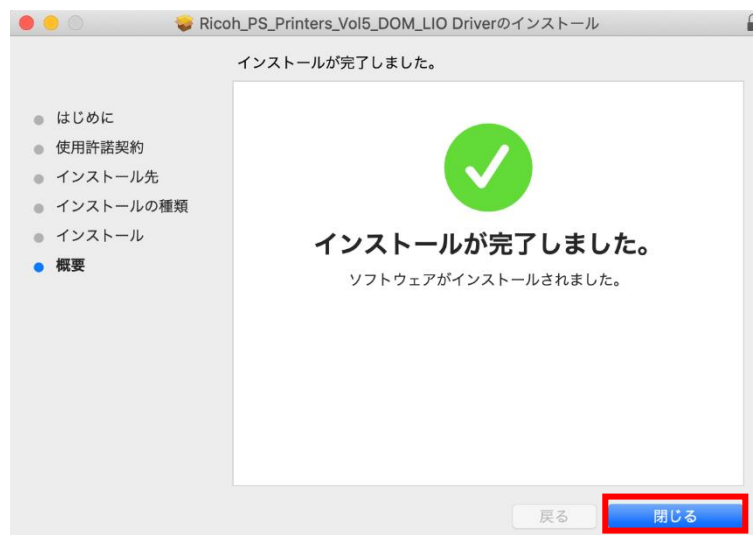 Ricoh_PS_Printers_Vol5_DOM_LIO Driverのインストール
インストールが完了しました。
はじめに
使用許諾契約
インストール先
インストールの種類
インストール
概要
インストールが完了しました。
ソフトウェアがインストールされました。
戻る
閉じる